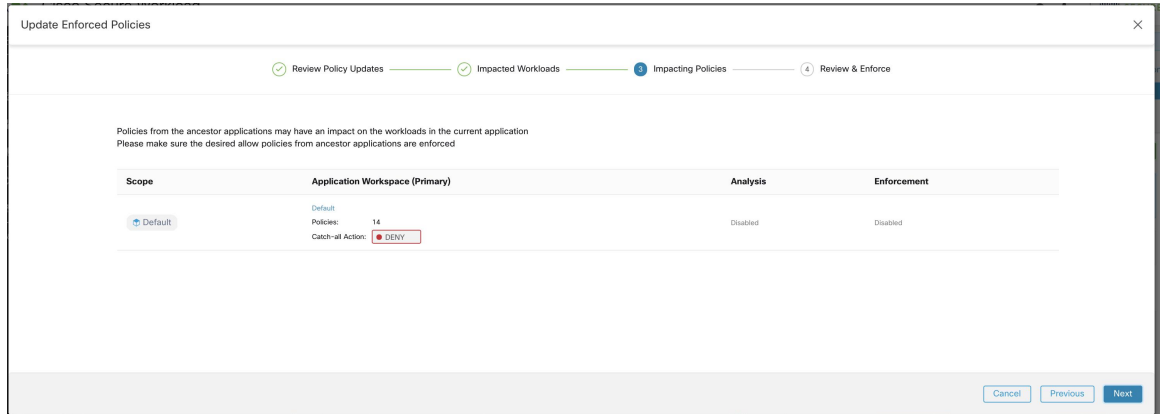 Update Enforced Policies
Review Policy Updates
Impacted Workloads
3 Impacting Policies
4 Review & Enforce
Policies from the ancestor applications may have an impact on the workloads in the current application
Please make sure the desired allow policies from ancestor applications are enforced
Scope Application Workspace (Primary) Analysis Enforcement
Default
Default Disabled Disabled
Policies: 14
Catch-all Action: DENY
Cancel Previous Next